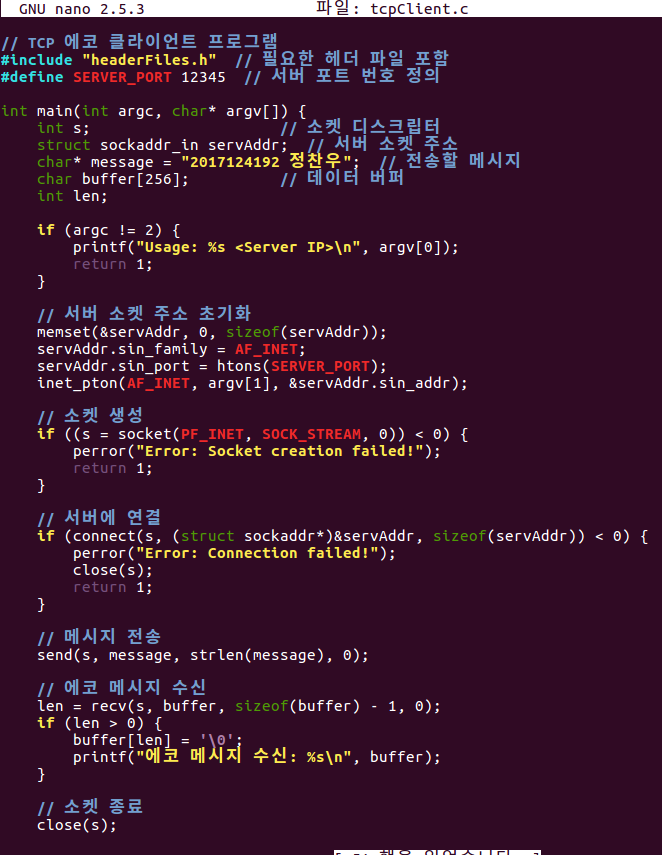 GNU nano 2.5.3 파일: tcpClient.c
// TCP 에코 클라이언트 프로그램
#include "headerFiles.h" // 필요한 헤더 파일 포함
#define SERVER_PORT 12345 // 서버 포트 번호 정의
int main(int argc, char* argv[]) {
int s; // 소켓 디스크립터
struct sockaddr_in servAddr; // 서버 소켓 주소
char* message = "2017124192 정찬우"; // 전송할 메시지
char buffer[256]; // 데이터 버퍼
int len;
if (argc != 2) {
printf("Usage: %s <Server IP>\n", argv[0]);
return 1;
}
// 서버 소켓 주소 초기화
memset(&servAddr, 0, sizeof(servAddr));
servAddr.sin_family = AF_INET;
servAddr.sin_port = htons(SERVER_PORT);
inet_pton(AF_INET, argv[1], &servAddr.sin_addr);
// 소켓 생성
if ((s = socket(PF_INET, SOCK_STREAM, 0)) < 0) {
perror("Error: Socket creation failed!");
return 1;
}
// 서버에 연결
if (connect(s, (struct sockaddr*)&servAddr, sizeof(servAddr)) < 0) {
perror("Error: Connection failed!");
close(s);
return 1;
}
// 메시지 전송
send(s, message, strlen(message), 0);
// 에코 메시지 수신
len = recv(s, buffer, sizeof(buffer) - 1, 0);
if (len > 0) {
buffer[len] = '\0';
printf("에코 메시지 수신: %s\n", buffer);
}
// 소켓 종료
close(s);